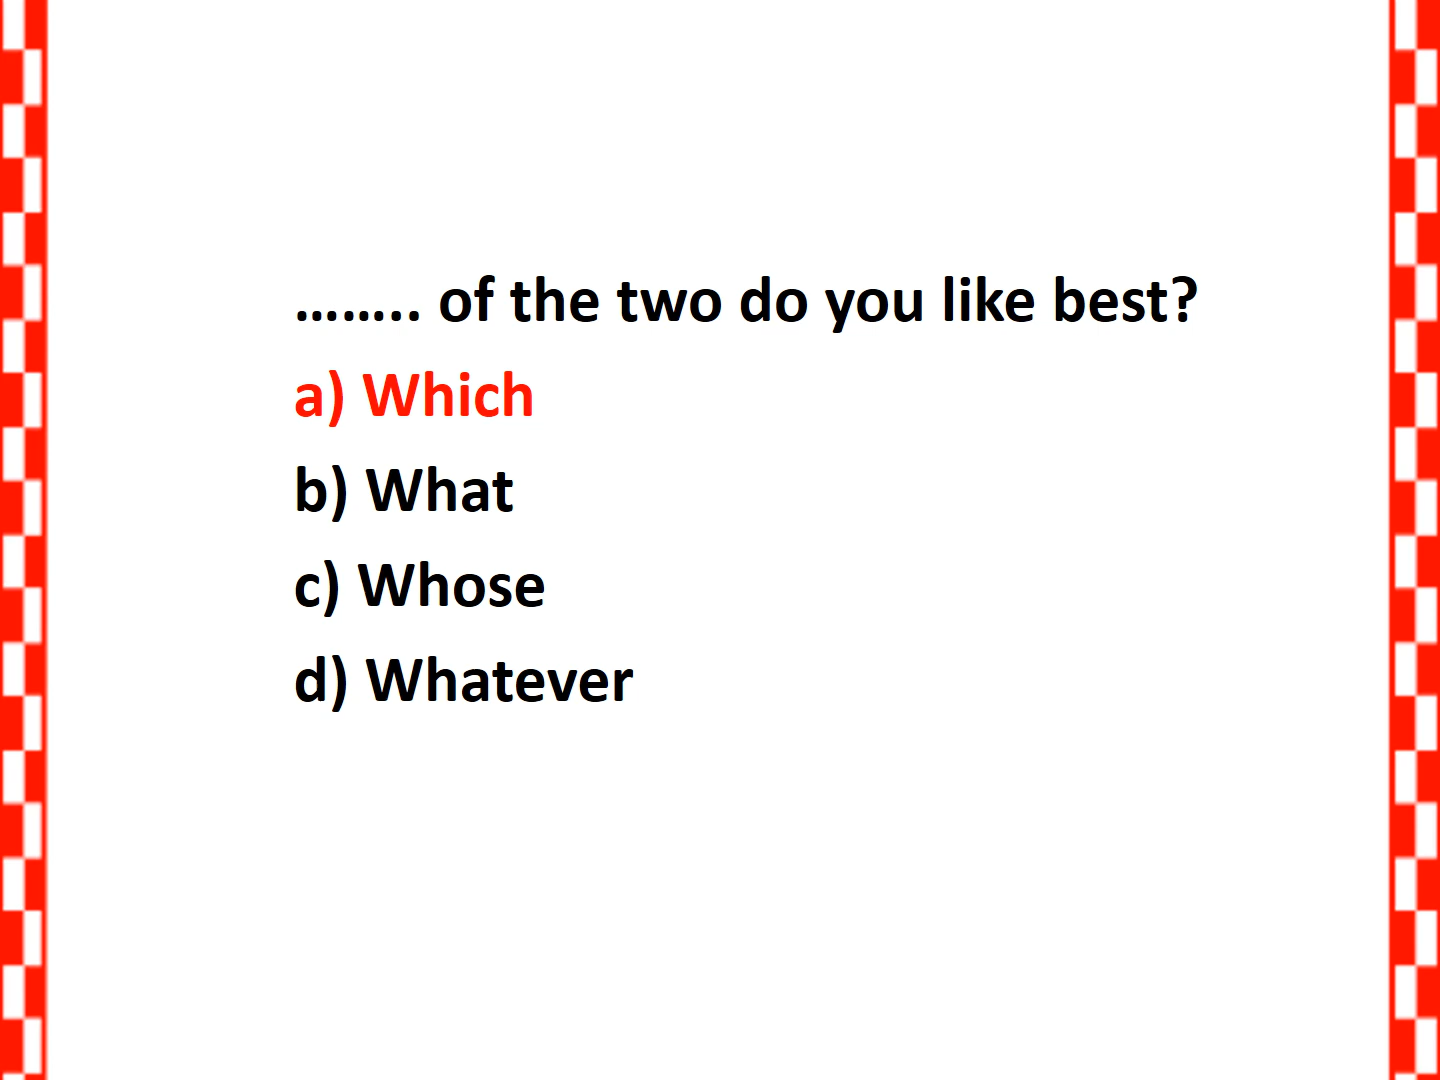 …….. of the two do you like best?
a) Which
b) What
c) Whose
d) Whatever